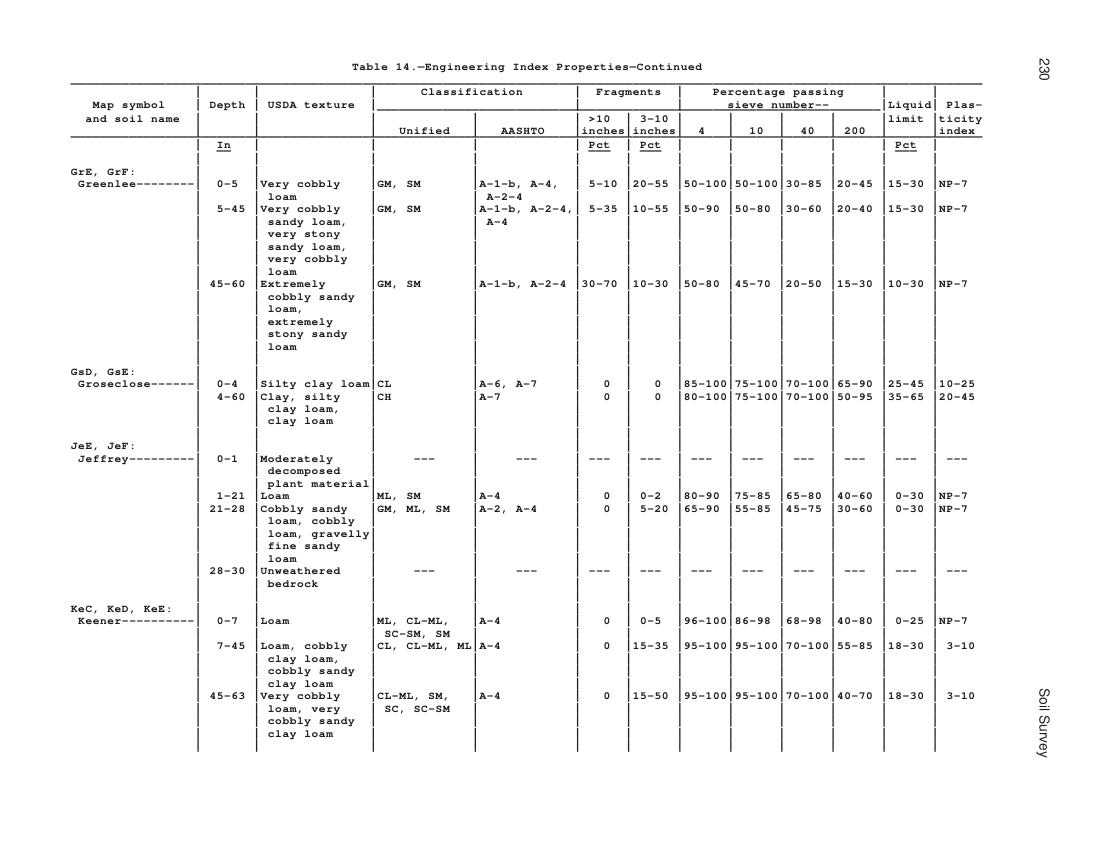 Table 14.—Engineering Index Properties—Continued
Classification Fragments Percentage passing
Map symbol Depth USDA texture sieve number-- Liquid Plas-
and soil name >10 3-10 limit ticity
Unified AASHTO inches inches 4 10 40 200 index
In Pct Pct Pct
GrE, GrF:
Greenlee-------- 0-5 Very cobbly GM, SM A-1-b, A-4, 5-10 20-55 50-100 50-100 30-85 20-45 15-30 NP-7
loam A-2-4
5-45 Very cobbly GM, SM A-1-b, A-2-4, 5-35 10-55 50-90 50-80 30-60 20-40 15-30 NP-7
sandy loam, A-4
very stony
sandy loam,
very cobbly
loam
45-60 Extremely GM, SM A-1-b, A-2-4 30-70 10-30 50-80 45-70 20-50 15-30 10-30 NP-7
cobbly sandy
loam,
extremely
stony sandy
loam
GsD, GsE:
Groseclose------ 0-4 Silty clay loam CL A-6, A-7 0 0 85-100 75-100 70-100 65-90 25-45 10-25
4-60 Clay, silty CH A-7 0 0 80-100 75-100 70-100 50-95 35-65 20-45
clay loam,
clay loam
JeE, JeF:
Jeffrey--------- 0-1 Moderately --- --- --- --- --- --- --- --- --- ---
decomposed
plant material
1-21 Loam ML, SM A-4 0 0-2 80-90 75-85 65-80 40-60 0-30 NP-7
21-28 Cobbly sandy GM, ML, SM A-2, A-4 0 5-20 65-90 55-85 45-75 30-60 0-30 NP-7
loam, cobbly
loam, gravelly
fine sandy
loam
28-30 Unweathered --- --- --- --- --- --- --- --- --- ---
bedrock
KeC, KeD, KeE:
Keener---------- 0-7 Loam ML, CL-ML, A-4 0 0-5 96-100 86-98 68-98 40-80 0-25 NP-7
SC-SM, SM
7-45 Loam, cobbly CL, CL-ML, ML A-4 0 15-35 95-100 95-100 70-100 55-85 18-30 3-10
clay loam,
cobbly sandy
clay loam
45-63 Very cobbly CL-ML, SM, A-4 0 15-50 95-100 95-100 70-100 40-70 18-30 3-10
loam, very SC, SC-SM
cobbly sandy
clay loam
230
Soil Survey